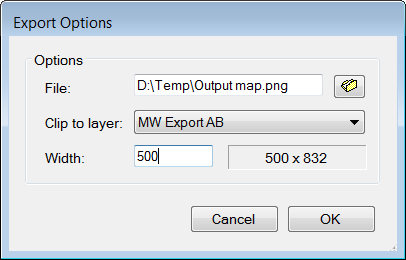 Export Options
Options
File: D:\Temp\Output map.png
Clip to layer: MW Export AB
Width: 500 500 x 832
Cancel OK